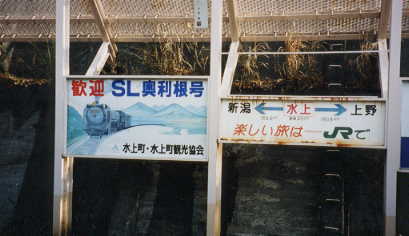 歓迎 SL奥利根号
水上町・水上町観光協会
新潟 水上 上野
楽しい旅は JRで